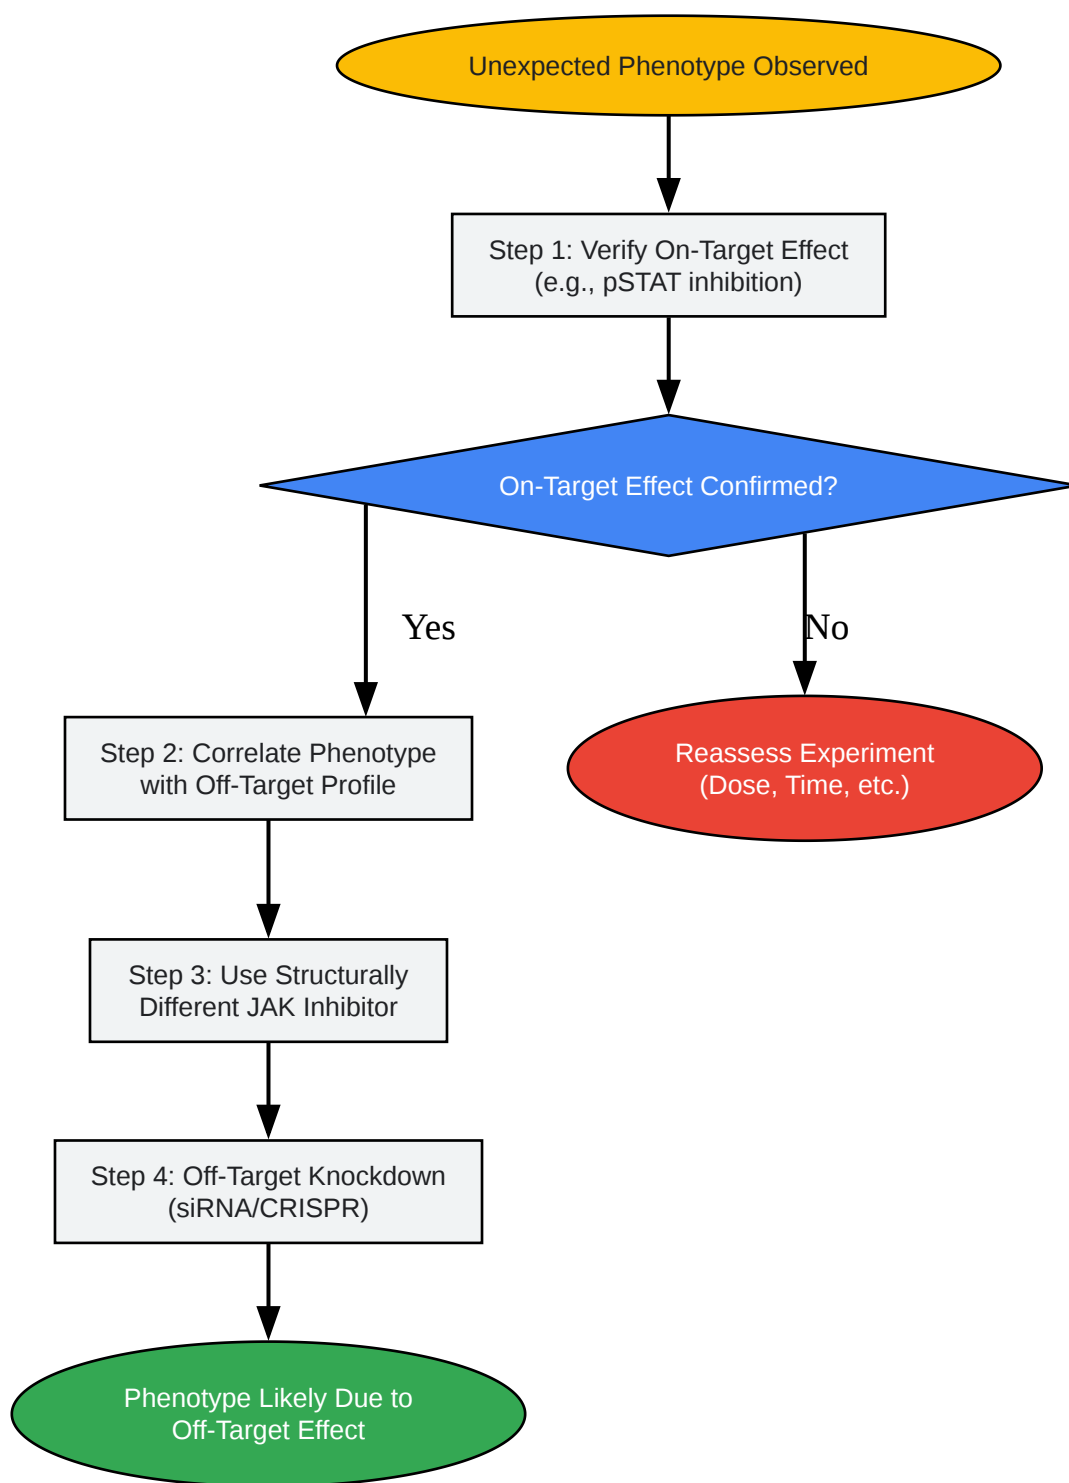 Unexpected Phenotype Observed
Step 1: Verify On-Target Effect
(e.g., pSTAT inhibition)
On-Target Effect Confirmed?
Yes
No
Step 2: Correlate Phenotype
with Off-Target Profile
Reassess Experiment
(Dose, Time, etc.)
Step 3: Use Structurally
Different JAK Inhibitor
Step 4: Off-Target Knockdown
(siRNA/CRISPR)
Phenotype Likely Due to
Off-Target Effect